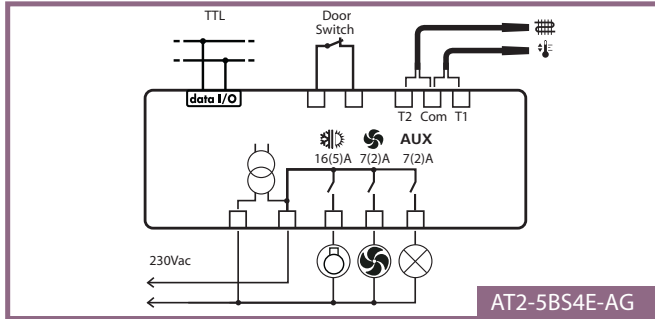 TTL
Door
Switch
data I/O
T2 Com T1
AUX
16(5)A 7(2)A 7(2)A
230Vac
AT2-5BS4E-AG